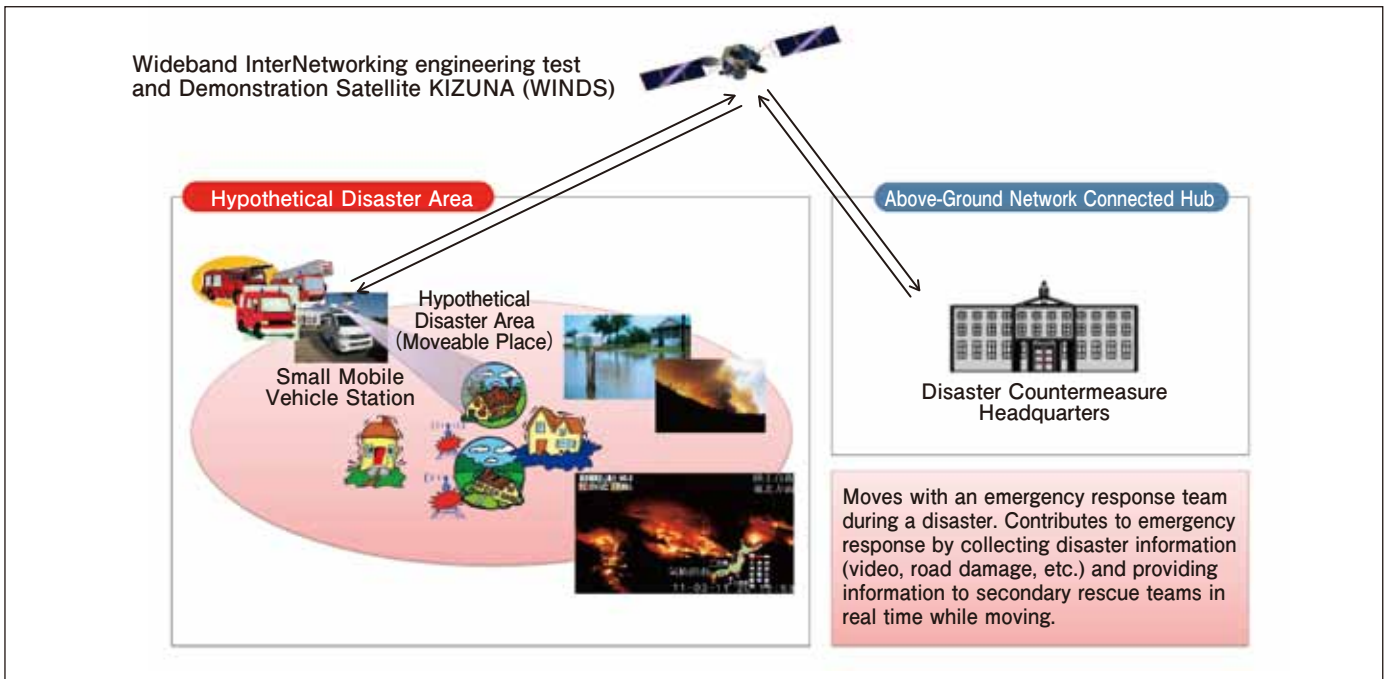 Wideband InterNetworking engineering test
and Demonstration Satellite KIZUNA (WINDS)
Hypothetical Disaster Area
Above-Ground Network Connected Hub
Hypothetical
Disaster Area
(Moveable Place)
Small Mobile
Vehicle Station
Disaster Countermeasure
Headquarters
Moves with an emergency response team
during a disaster. Contributes to emergency
response by collecting disaster information
(video, road damage, etc.) and providing
information to secondary rescue teams in
real time while moving.